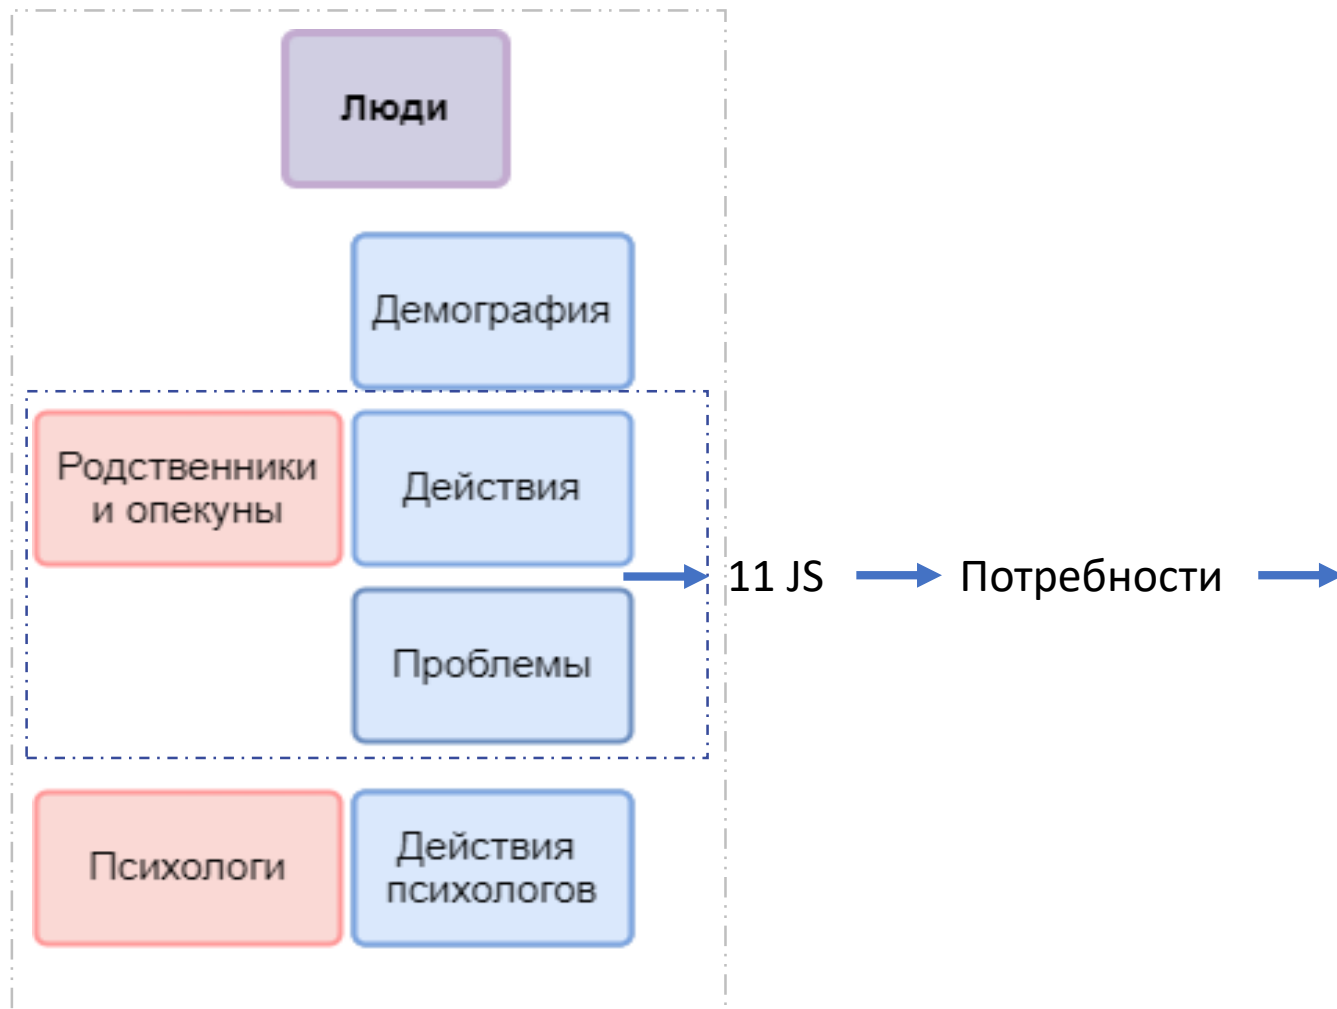 Люди
Демография
Родственники
и опекуны
Действия
11 JS
Потребности
Проблемы
Психологи
Действия
психологов